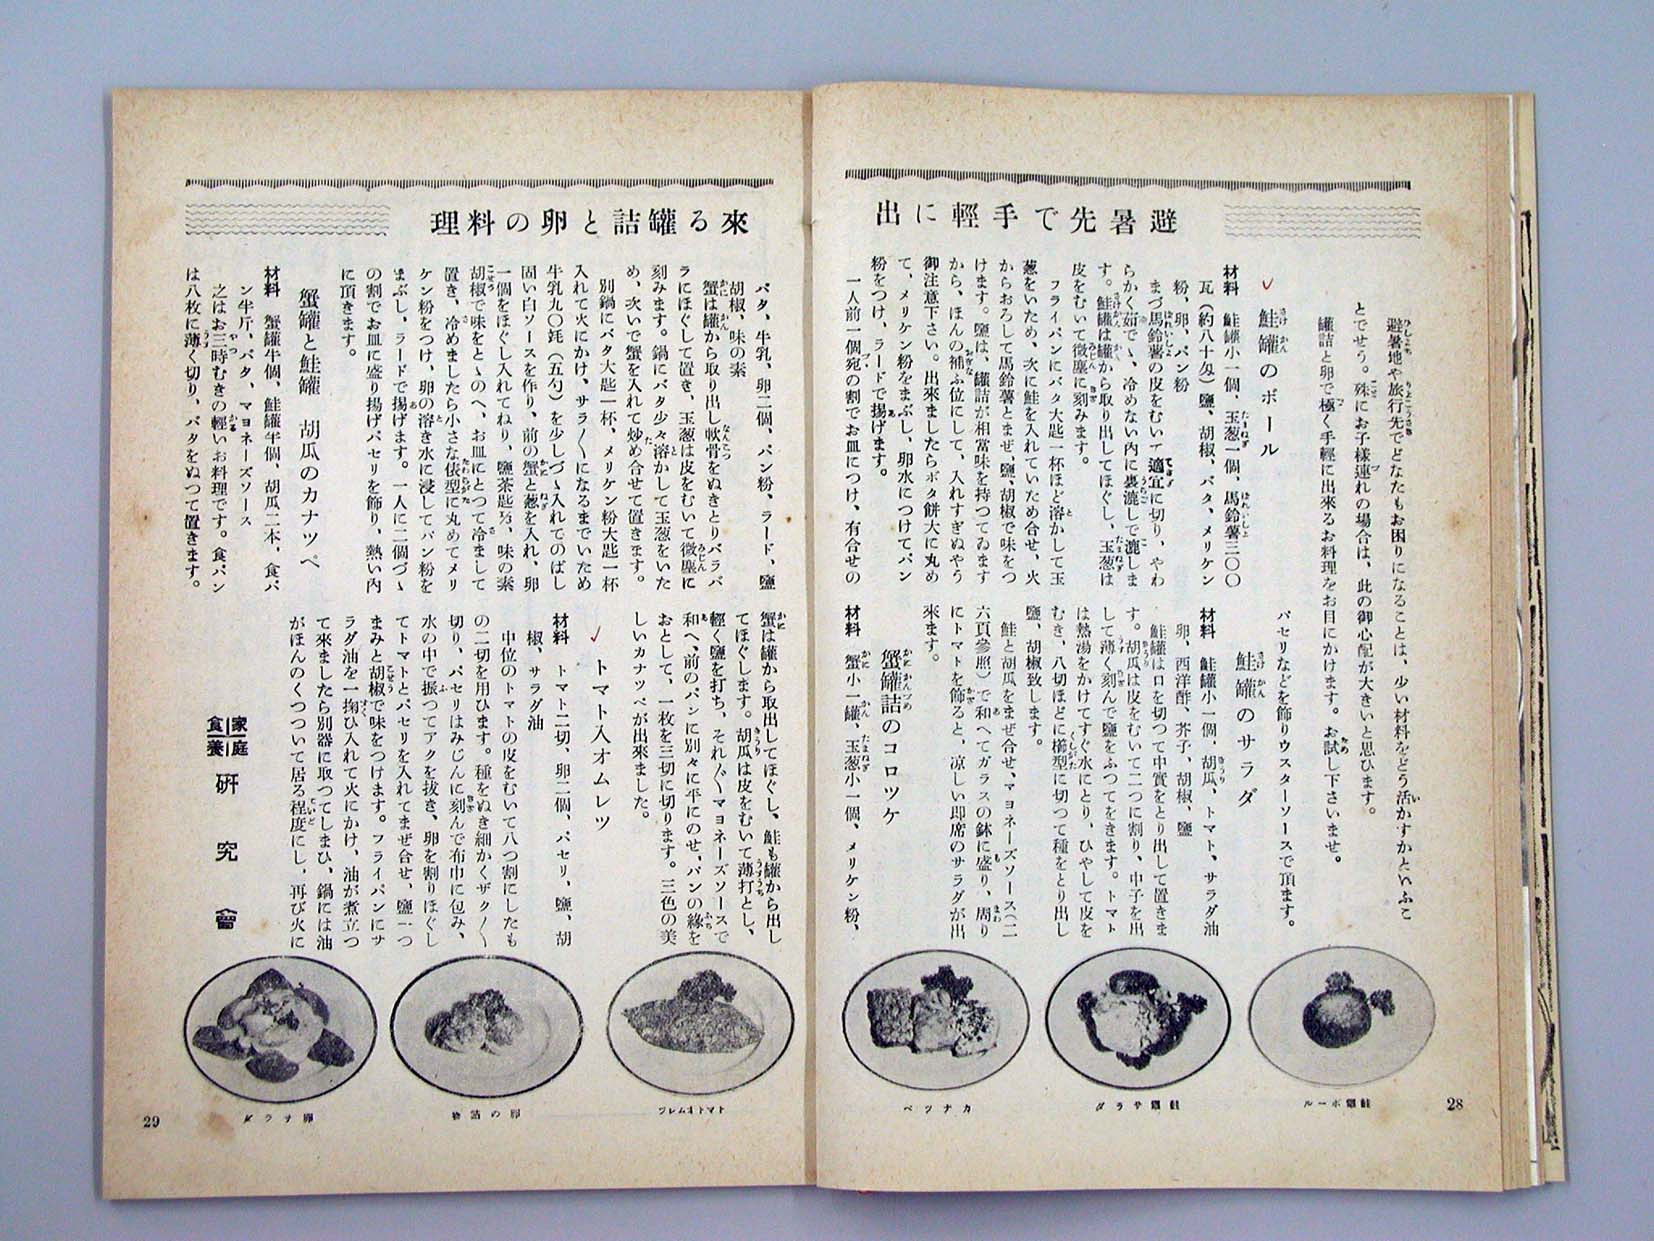 避暑先で手輕に出
來る罐詰と卵の料理
避暑地や旅行先でどなたもお困りになることは、少い材料をどう活かすかといふこ
とでせう。殊にお子様連れの場合は、此の御心配が大きいと思ひます。
罐詰と卵で極く手輕に出來るお料理をお目にかけます。お試し下さいませ。
鮭罐のボール
材料　鮭罐小一個、玉葱一個、馬鈴薯三〇〇
瓦(約八十匁)鹽、胡椒、バタ、メリケン
粉、卵、パン粉
まづ馬鈴薯の皮をむいて適宜に切り、やわ
らかく茹でゝ、冷めない内に裏漉しで漉しま
す。鮭罐は罐から取り出してほぐし、玉葱は
皮をむいて微塵に刻みます。
フライパンにバタ大匙一杯ほど溶かして玉
葱をいため、次に鮭を入れていため合せ、火
からおろして馬鈴薯とまぜ、鹽、胡椒で味をつ
けます。鹽は、罐詰が相當味を持つてゐます
から、ほんの補ふ位にして、入れすぎぬやう
御注意下さい。出來ましたらボタ餅大に丸め
て、メリケン粉をまぶし、卵水につけてパン
粉をつけ、ラードで揚げます。
一人前一個宛の割でお皿につけ、有合せの
パセリなどを飾りウスターソースで頂ます。
鮭罐のサラダ
材料　鮭罐小一個、胡瓜、トマト、サラダ油
卵、西洋酢、芥子、胡椒、鹽
鮭罐は口を切つて中實をとり出して置きま
す。胡瓜は皮をむいて二つに割り、中子を出
して薄く刻んで鹽をふつてをきます。トマト
は熱湯をかけてすぐ水にとり、ひやして皮を
むき、八切ほどに櫛型に切つて種をとり出し
鹽、胡椒致します。
鮭と胡瓜をまぜ合せ、マヨネーズソース(二
六頁參照)で和へてガラスの鉢に盛り、周り
にトマトを飾ると、凉しい即席のサラダが出
來ます。
蟹罐詰のコロツケ
材料　蟹小一罐、玉葱小一個、メリケン粉、
鮭罐ボール
鮭罐サラダ
カナツペ
28
バタ、牛乳、卵二個、パン粉、ラード、鹽
胡椒、味の素
蟹は罐から取り出し軟骨をぬきとりバラバ
ラにほぐして置き、玉葱は皮をむいて微塵に
刻みます。鍋にバタ少々溶かして玉葱をいた
め、次いで蟹を入れて炒め合せて置きます。
別鍋にバタ大匙一杯、メリケン粉大匙一杯
入れて火にかけ、サラ〳〵になるまでいため
牛乳九〇竓(五勺)を少しづゝ入れてのばし
固い白ソースを作り、前の蟹と葱を入れ、卵
一個をほぐし入れてねり、鹽茶匙⅓、味の素
胡椒で味をとゝのへ、お皿にとつて冷まして
置き、冷めましたら小さな俵型に丸めてメリ
ケン粉をつけ、卵の溶き水に浸してパン粉を
まぶし、ラードで揚げます。一人に二個づゝ
の割でお皿に盛り揚げパセリを飾り、熱い內
に頂きます。
蟹罐と鮭罐　胡瓜のカナツペ
材料　蟹罐半個、鮭罐半個、胡瓜二本、食パ
ン半斤、バタ、マヨネーズソース
之はお三時むきの輕いお料理です。食パン
は八枚に薄く切り、バタをぬつて置きます。
蟹は罐から取出してほぐし、鮭も罐から出し
てほぐします。胡瓜は皮をむいて薄打とし、
輕く鹽を打ち、それ〴〵マヨネーズソースで
和へ、前のパンに別々に平にのせ、パンの緣を
おとして、一枚を三切に切ります。三色の美
しいカナツペが出來ました。
トマト入オムレツ
材料　トマト二切、卵二個、パセリ、鹽、胡
椒、サラダ油
中位のトマトの皮をむいて八つ割にしたも
の二切を用ひます。種をぬき細かくザク〳〵
切り、パセリはみじんに刻んで布巾に包み、
水の中で振つてアクを抜き、卵を割りほぐし
てトマトとパセリを入れてまぜ合せ、鹽一つ
まみと胡椒で味をつけます。フライパンにサ
ラダ油を一掬ひ入れて火にかけ、油が煮立つ
て來ましたら別器に取つてしまひ、鍋には油
がほんのくつついて居る程度にし、再び火に
家庭食養研究會
トマトオムレツ
卵の詰物
卵サラダ
29